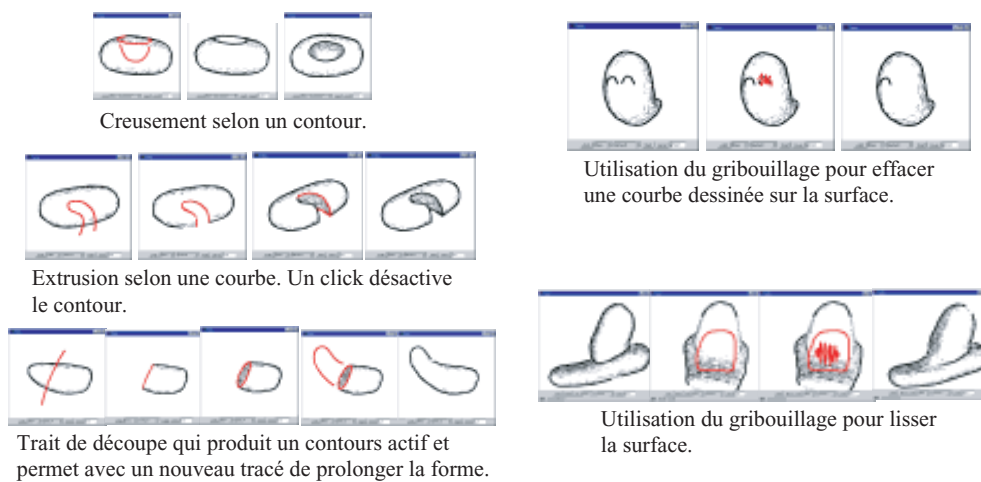 Creusement selon un contour.
Extrusion selon une courbe. Un click désactive
le contour.
Trait de découpe qui produit un contours actif et
permet avec un nouveau tracé de prolonger la forme.
Utilisation du gribouillage pour effacer
une courbe dessinée sur la surface.
Utilisation du gribouillage pour lisser
la surface.